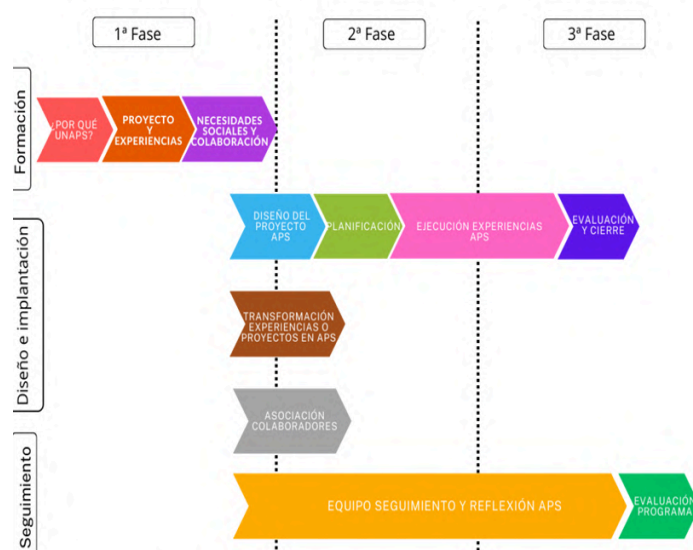 1ª Fase
2ª Fase
3ª Fase
Formación
¿POR QUÉ
UNAPS?
PROYECTO
Y
EXPERIENCIAS
NECESIDADES
SOCIALES Y
COLABORACIÓN
Diseño e implantación
DISEÑO DEL
PROYECTO
APS
PLANIFICACIÓN
EJECUCIÓN EXPERIENCIAS
APS
EVALUACIÓN
Y CIERRE
TRANSFORMACIÓN
EXPERIENCIAS O
PROYECTOS EN APS
ASOCIACIÓN
COLABORADORES
Seguimiento
EQUIPO SEGUIMIENTO Y REFLEXIÓN APS
EVALUACIÓN
PROGRAMA